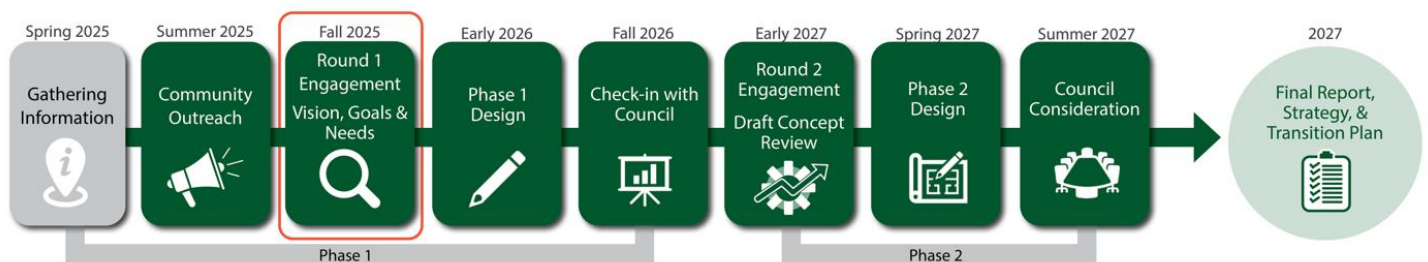 Spring 2025
Gathering
Information
i
Summer 2025
Community
Outreach
Fall 2025
Round 1
Engagement
Vision, Goals &
Needs
Early 2026
Phase 1
Design
Fall 2026
Check-in with
Council
Early 2027
Round 2
Engagement
Draft Concept
Review
Spring 2027
Phase 2
Design
Summer 2027
Council
Consideration
2027
Final Report,
Strategy, &
Transition Plan
Phase 1
Phase 2